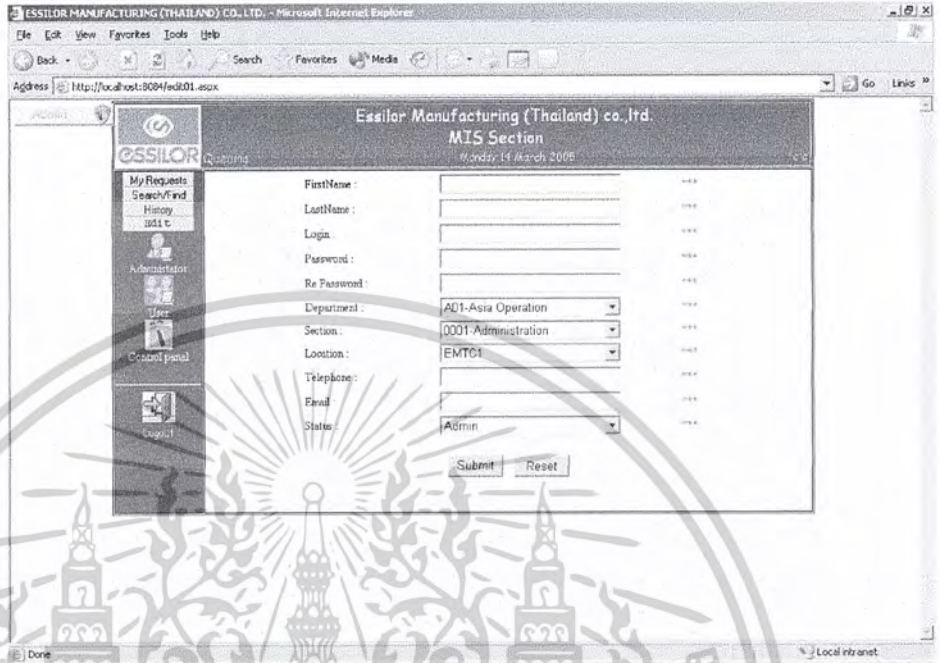 ESSILOR MANUFACTURING (THAILAND) CO., LTD. - Microsoft Internet Explorer
File Edit View Favorites Tools Help
Back Search Favorites Media
Address http://localhost:8084/edit01.aspx Go Links »
ESSILOR
Essilor Manufacturing (Thailand) co.,ltd.
MIS Section
Queuing
Monday 14 March 2005
My Requests
Search/Find
History
Edit
Administator
User
Control panel
Logout
FirstName :
LastName :
Login :
Password :
Re Password :
Department : A01-Asia Operation
Section : 0001-Administration
Location : EMTC1
Telephone :
Email :
Status : Admin
Submit Reset
Done
Local intranet